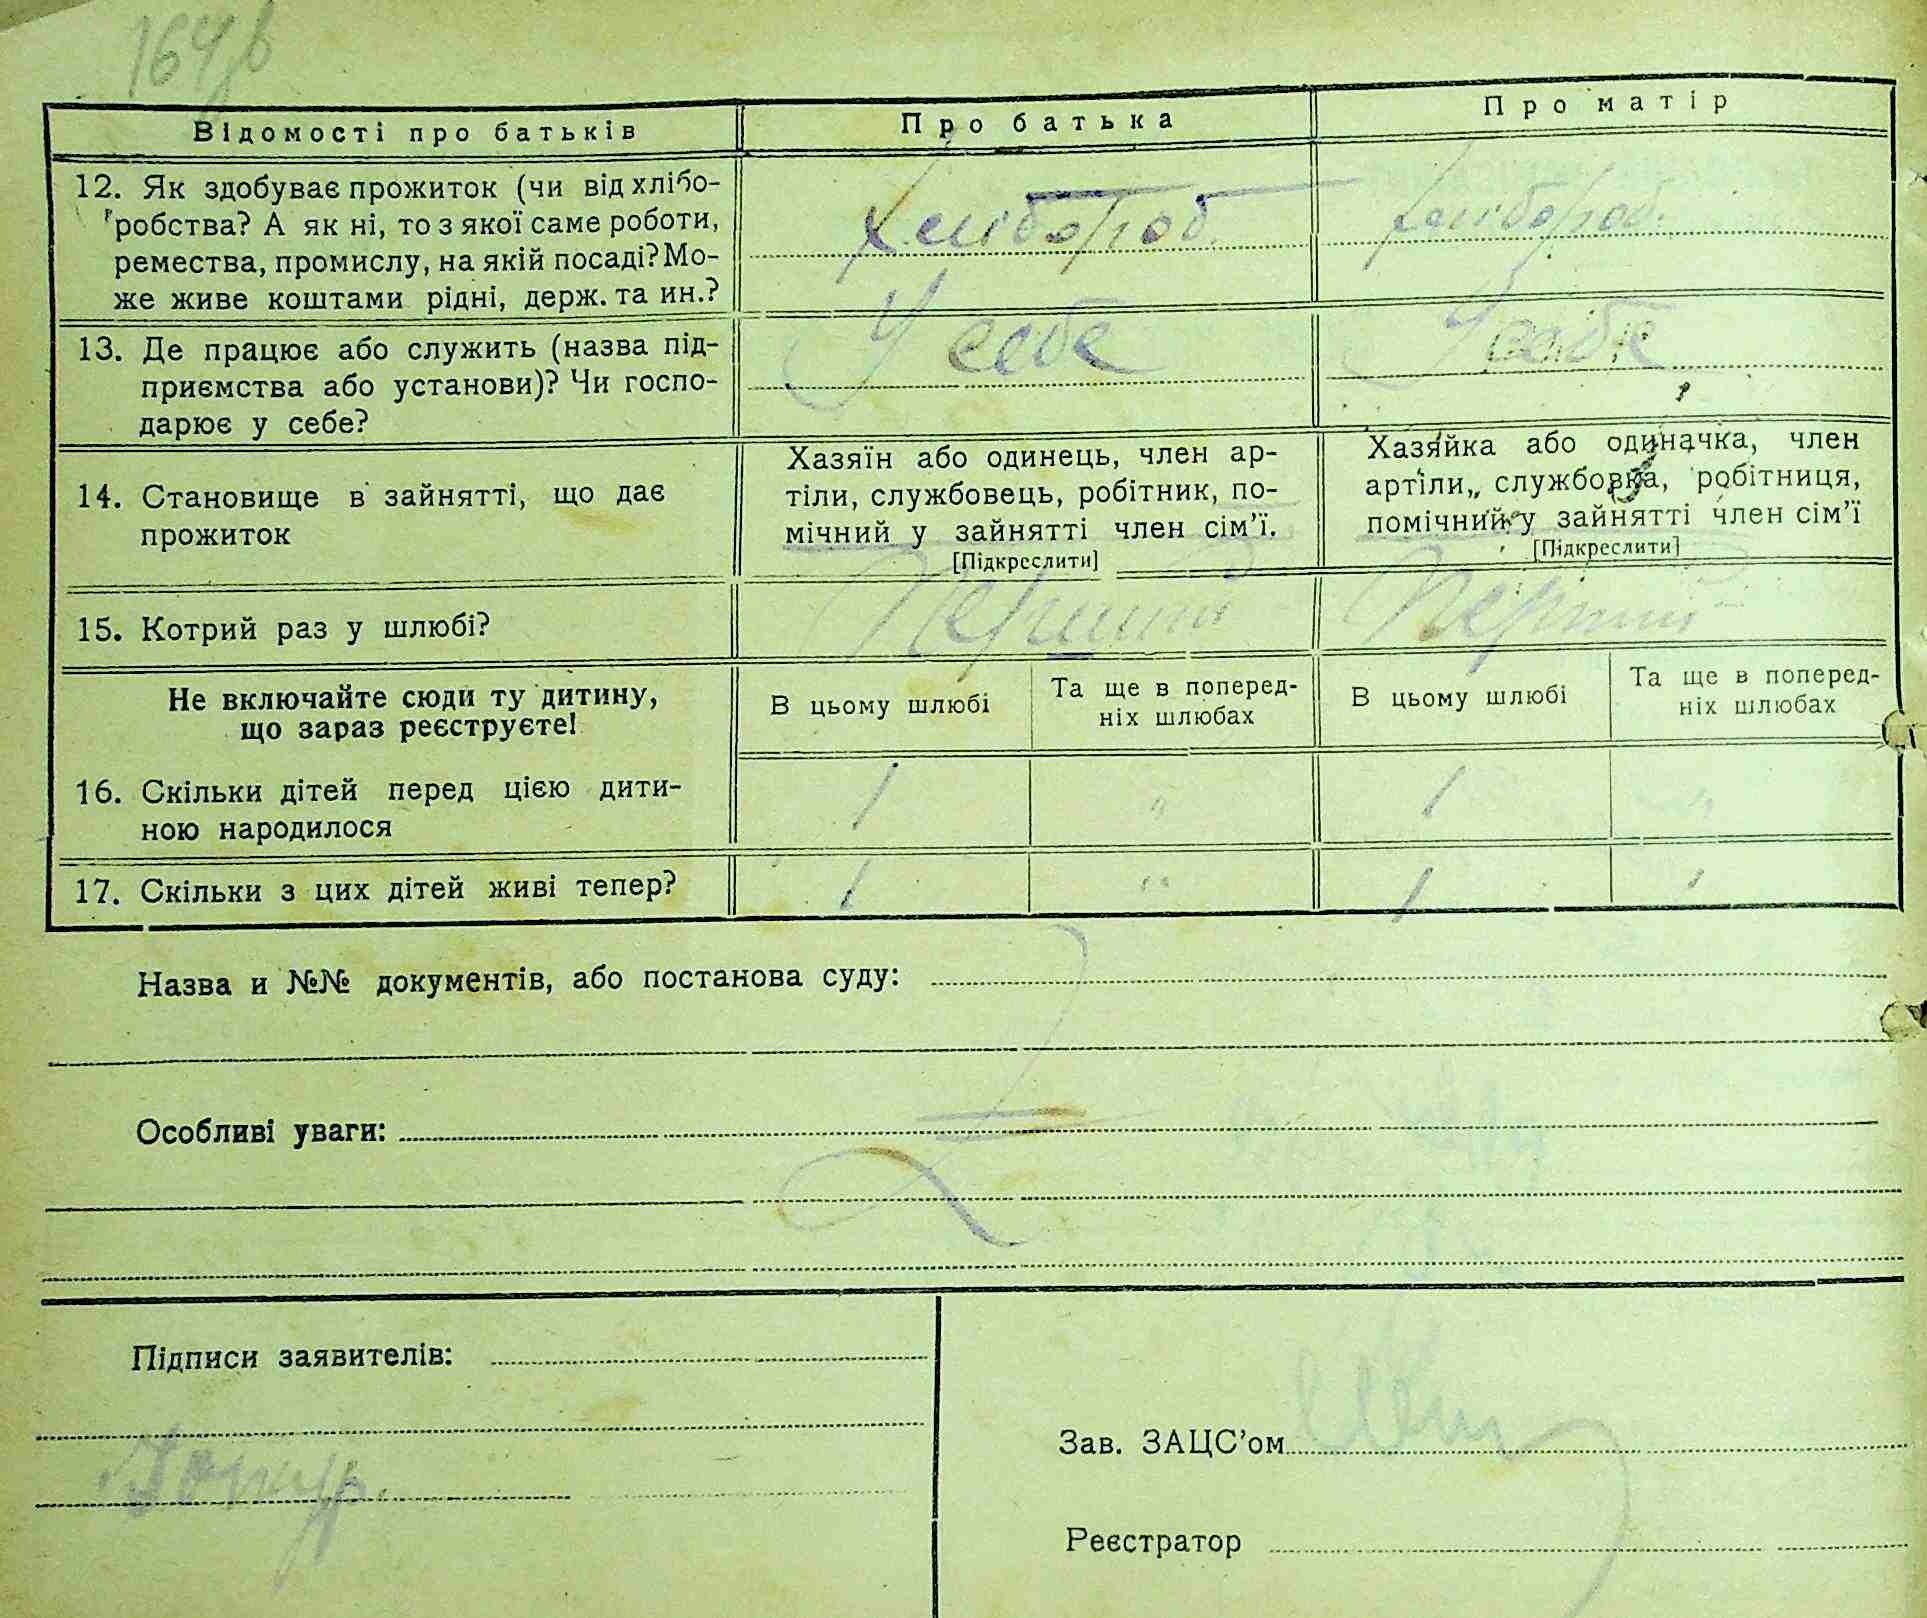 164зв
Відомості про батьків
Про батька
Про матір
12. Як здобуває прожиток (чи від хлібо-
робства? А як ні, то з якої саме роботи,
ремества, промислу, на якій посаді? Мо-
же живе коштами рідні, держ. та ин.?
Хлібороб.
хлібороб.
13. Де працює або служить (назва під-
приємства або установи)? Чи госпо-
дарює у себе?
У себе
У себе
14. Становище в зайнятті, що дає
прожиток
Хазяїн або одинець, член ар-
тіли, службовець, робітник, по-
мічний у зайнятті член сім’ї.
[Підкреслити]
Хазяйка або одиначка, член
артіли,, службовка, робітниця,
помічний у зайнятті член сім’ї
[Підкреслити]
15. Котрий раз у шлюбі?
Перший
Перший
Не включайте сюди ту дитину,
що зараз реєструєте!
В цьому шлюбі
Та ще в поперед-
ніх шлюбах
В цьому шлюбі
Та ще в поперед-
ніх шлюбах
16. Скільки дітей перед цією дити-
ною народилося
1 " 1 "
17. Скільки з цих дітей живі тепер?
1 " 1
Назва и №№ документів, або постанова суду:
Особливі уваги:
Підписи заявителів:
Зав. ЗАЦС’ом
Реєстратор